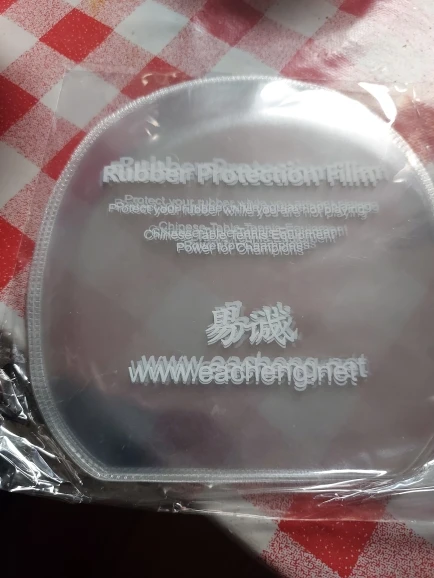 Rubber Protection Film
Protect your rubber while you are not playing
Chinese Table Tennis Equipment
Power for Champions
易诚
www.eacheng.net